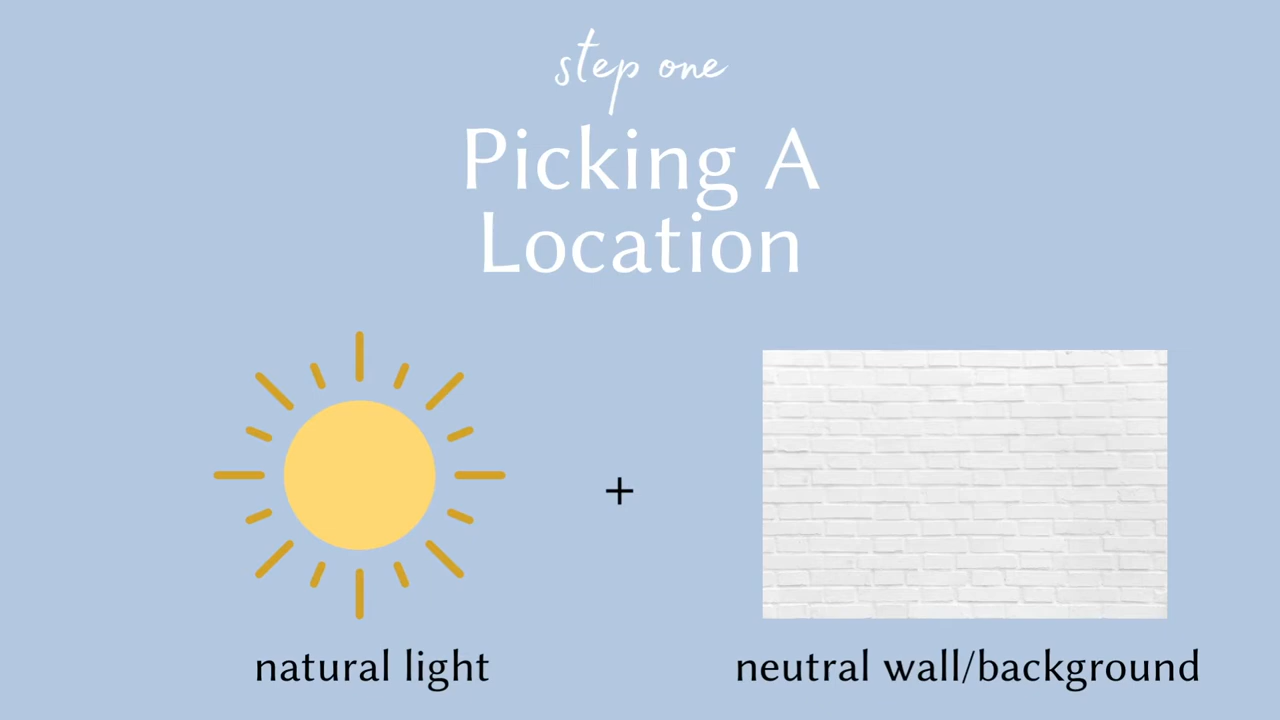 step one
Picking A
Location
+
natural light
neutral wall/background